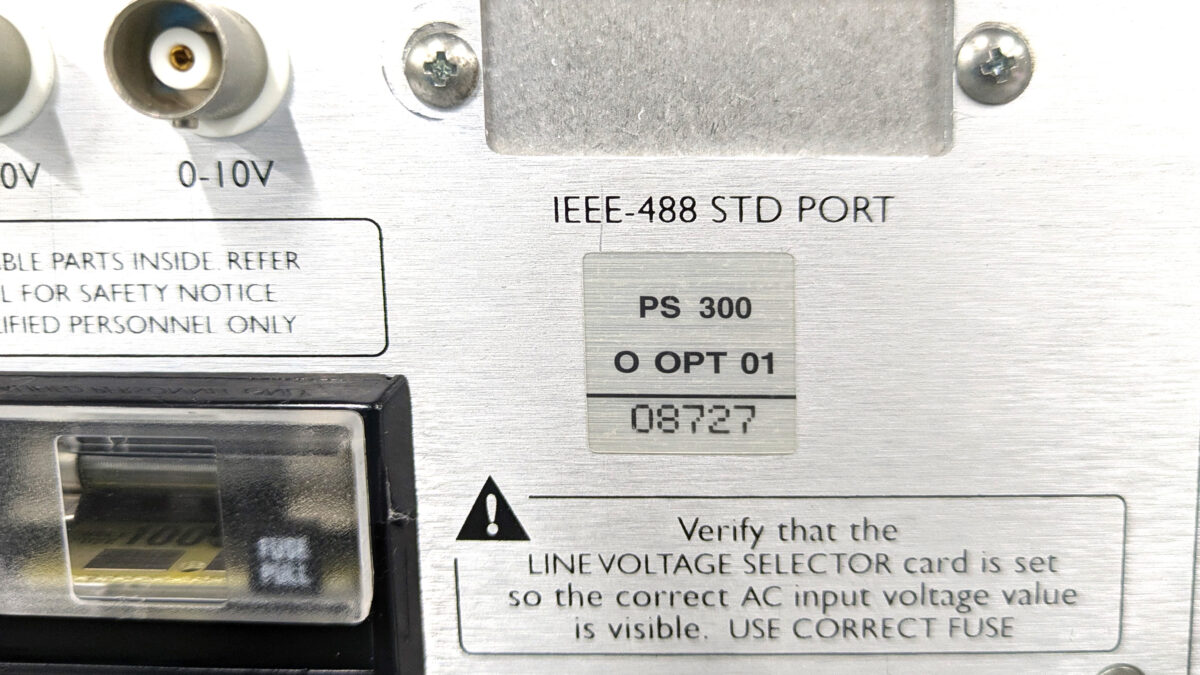 0V
0-10V
IEEE-488 STD PORT
BLE PARTS INSIDE. REFER
L FOR SAFETY NOTICE
LIFIED PERSONNEL ONLY
PS 300
O OPT 01
08727
FUSE
PULL
100
Verify that the
LINE VOLTAGE SELECTOR card is set
so the correct AC input voltage value
is visible. USE CORRECT FUSE